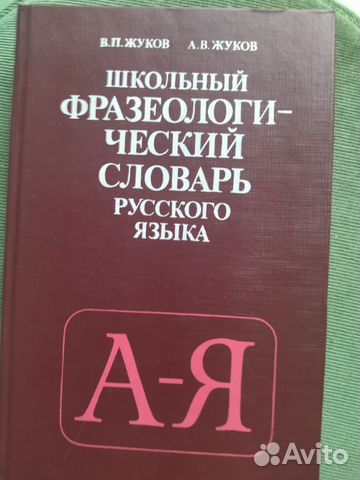 В.П. ЖУКОВ А.В. ЖУКОВ
ШКОЛЬНЫЙ
ФРАЗЕОЛОГИ-
ЧЕСКИЙ
СЛОВАРЬ
РУССКОГО
ЯЗЫКА
А-Я
Avito